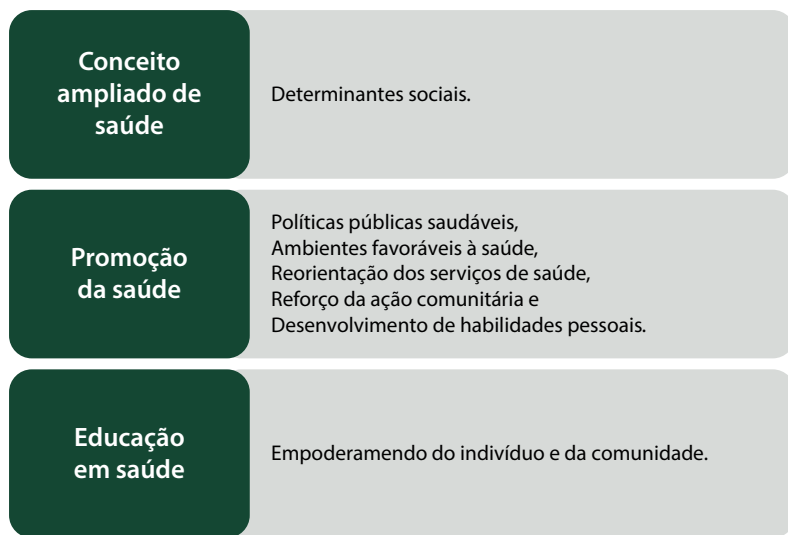 Conceito
ampliado de
saúde
Determinantes sociais.
Promoção
da saúde
Políticas públicas saudáveis,
Ambientes favoráveis à saúde,
Reorientação dos serviços de saúde,
Reforço da ação comunitária e
Desenvolvimento de habilidades pessoais.
Educação
em saúde
Empoderamendo do indivíduo e da comunidade.